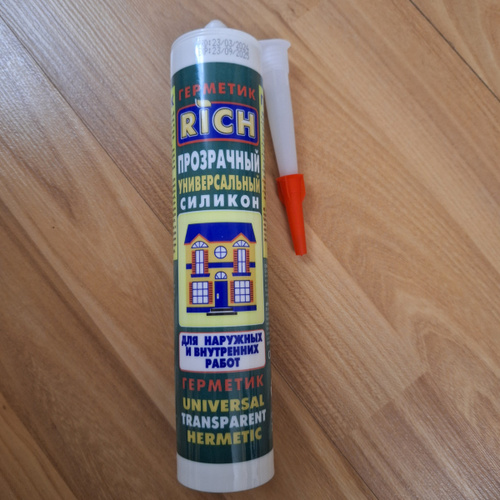 ГЕРМЕТИК
RICH
ПРОЗРАЧНЫЙ
УНИВЕРСАЛЬНЫЙ
СИЛИКОН
ДЛЯ НАРУЖНЫХ
И ВНУТРЕННИХ
РАБОТ
ГЕРМЕТИК
UNIVERSAL
TRANSPARENT
HERMETIC